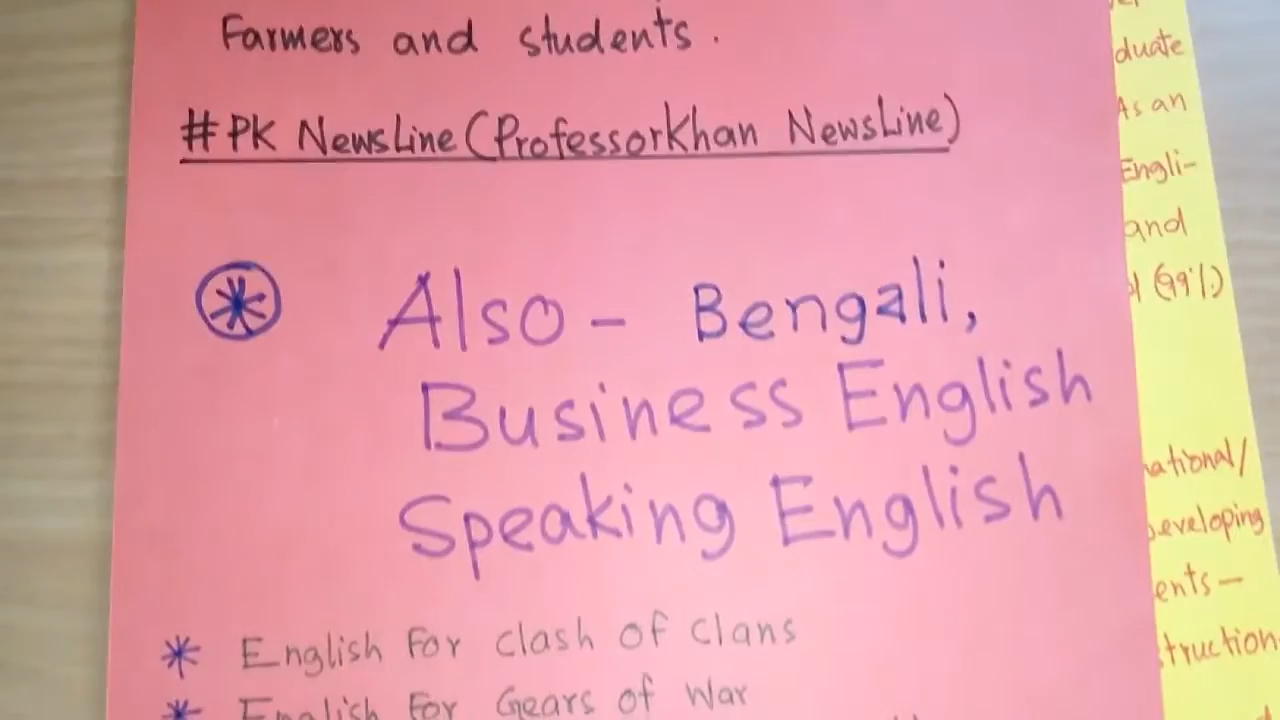 Farmers and students.
#PK NewsLine (ProfessorKhan NewsLine)
Also - Bengali,
Business English
Speaking English
* English For Clash of Clans
* English For Gears of War
duate
As an
Engli-
and
(99%)
national/
Developing
ents-
truction